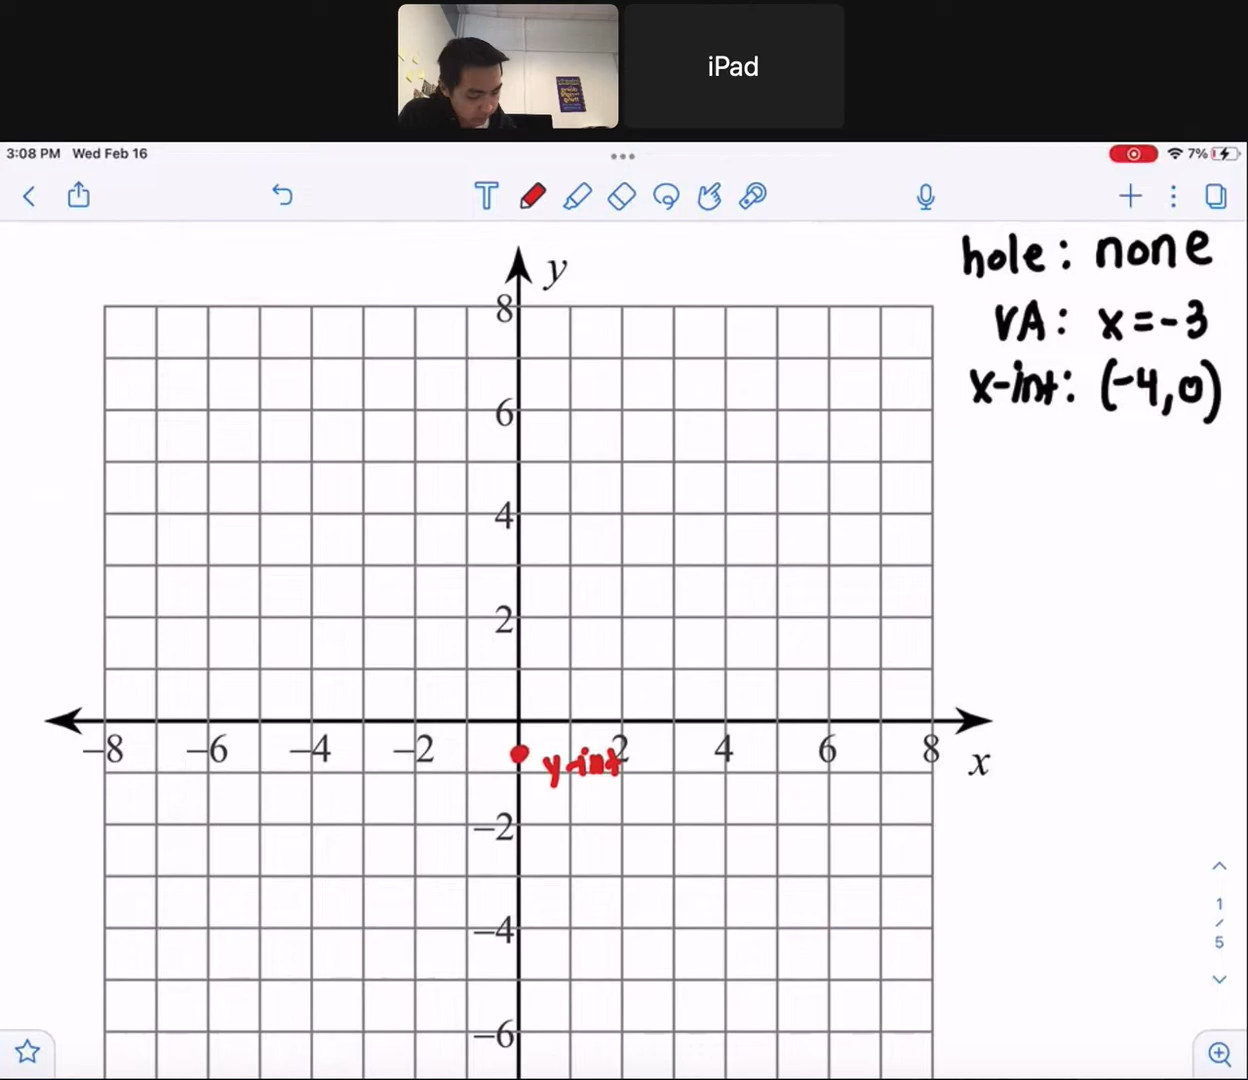 iPad
3:08 PM Wed Feb 16
7%
T
hole: none
VA: x=-3
x-int: (-4,0)
y
8
6
4
2
-8 -6 -4 -2 2 4 6 8 x
y-int
-2
-4
-6
1
/
5